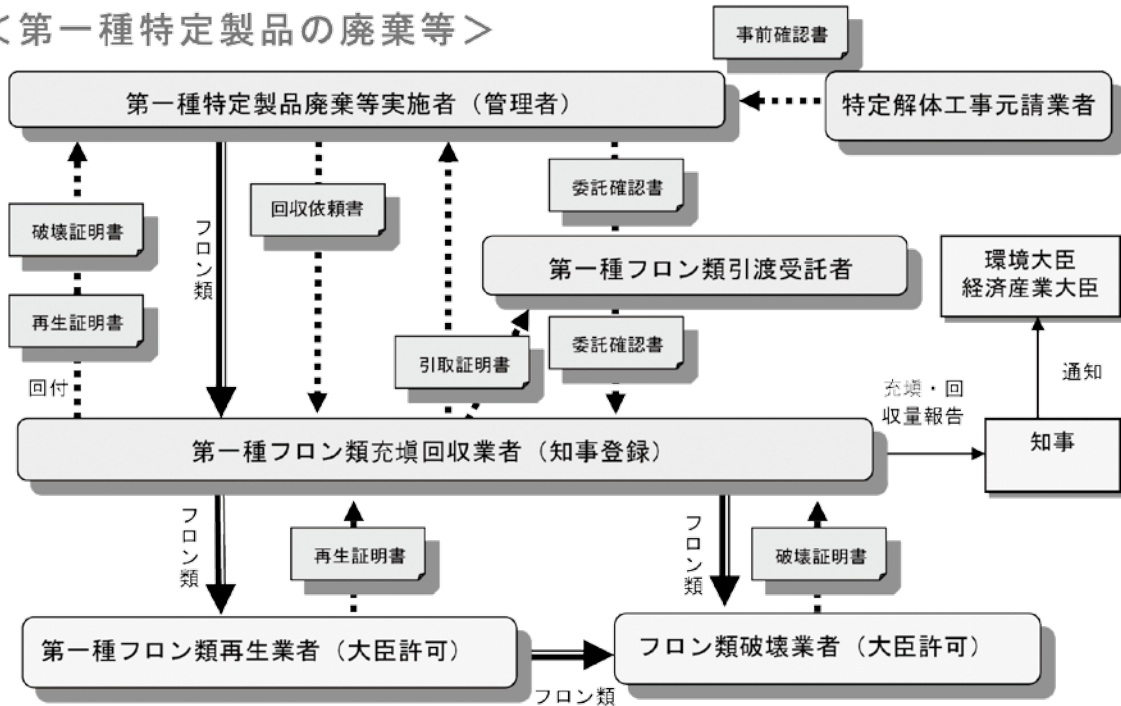 ＜第一種特定製品の廃棄等＞
事前確認書
第一種特定製品廃棄等実施者（管理者）
特定解体工事元請業者
破壊証明書
再生証明書
回付
フロン類
回収依頼書
引取証明書
委託確認書
第一種フロン類引渡受託者
委託確認書
環境大臣
経済産業大臣
通知
充塡・回
収量報告
知事
第一種フロン類充塡回収業者（知事登録）
フロン類
再生証明書
フロン類
破壊証明書
第一種フロン類再生業者（大臣許可）
フロン類
フロン類破壊業者（大臣許可）